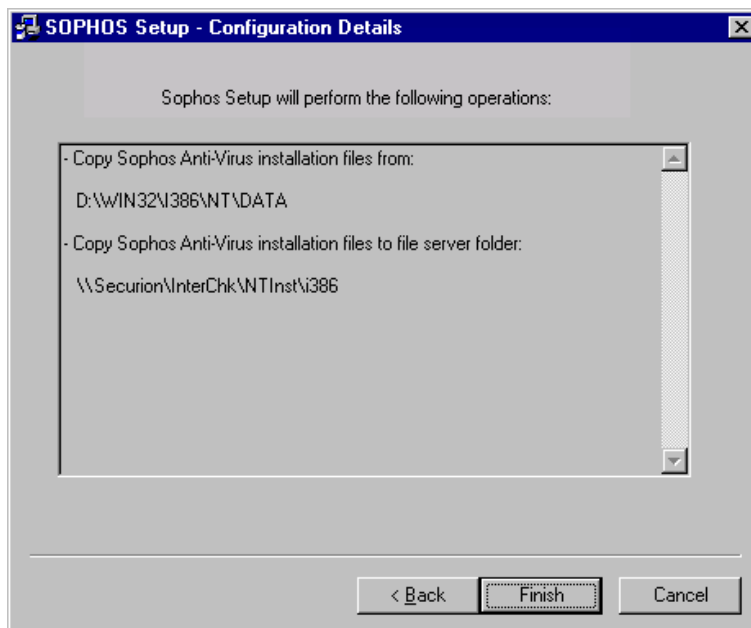 SOPHOS Setup - Configuration Details
Sophos Setup will perform the following operations:
- Copy Sophos Anti-Virus installation files from:
D:\WIN32\I386\NT\DATA
- Copy Sophos Anti-Virus installation files to file server folder:
\\Securion\InterChk\NTInst\i386
< Back
Finish
Cancel